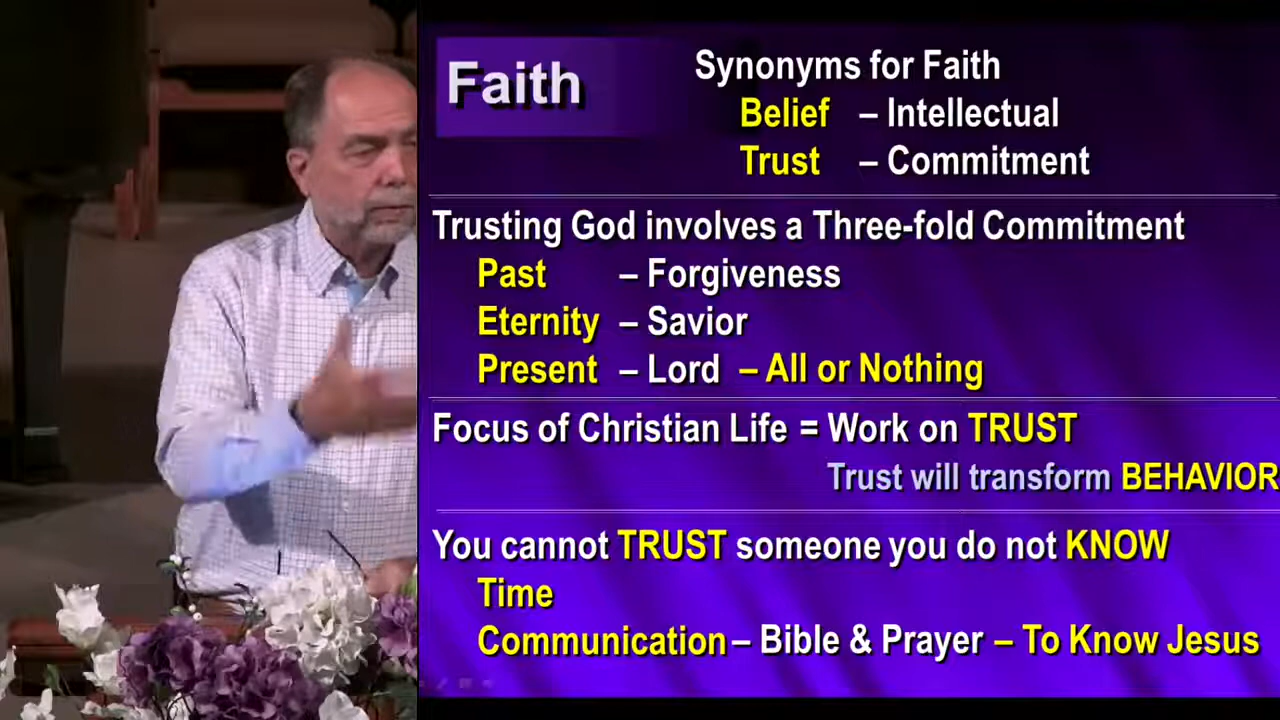 Faith
Synonyms for Faith
Belief – Intellectual
Trust – Commitment
Trusting God involves a Three-fold Commitment
Past – Forgiveness
Eternity – Savior
Present – Lord – All or Nothing
Focus of Christian Life = Work on TRUST
Trust will transform BEHAVIOR
You cannot TRUST someone you do not KNOW
Time
Communication – Bible & Prayer – To Know Jesus